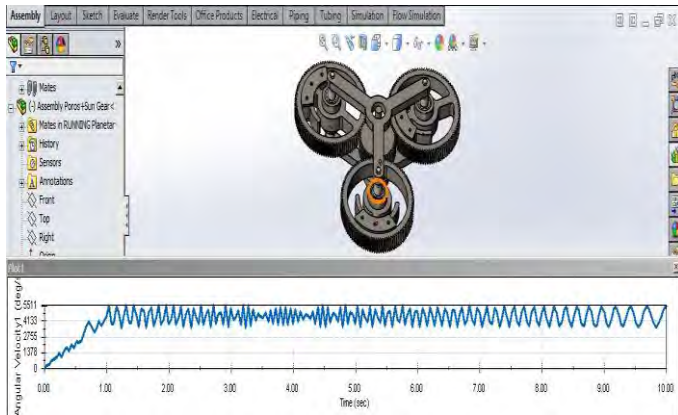 Assembly Layout Sketch Evaluate Render Tools Office Products Electrical Piping Tubing Simulation Flow Simulation
Mates
(-) Assembly Poros+Sun Gear<
Mates in RUNNING Planetar
History
Sensors
Annotations
Front
Top
Right
Plot1
Angular Velocity1 (deg/
5511
4133
2755
1378
0
0.00 1.00 2.00 3.00 4.00 5.00 6.00 7.00 8.00 9.00 10.00
Time (sec)